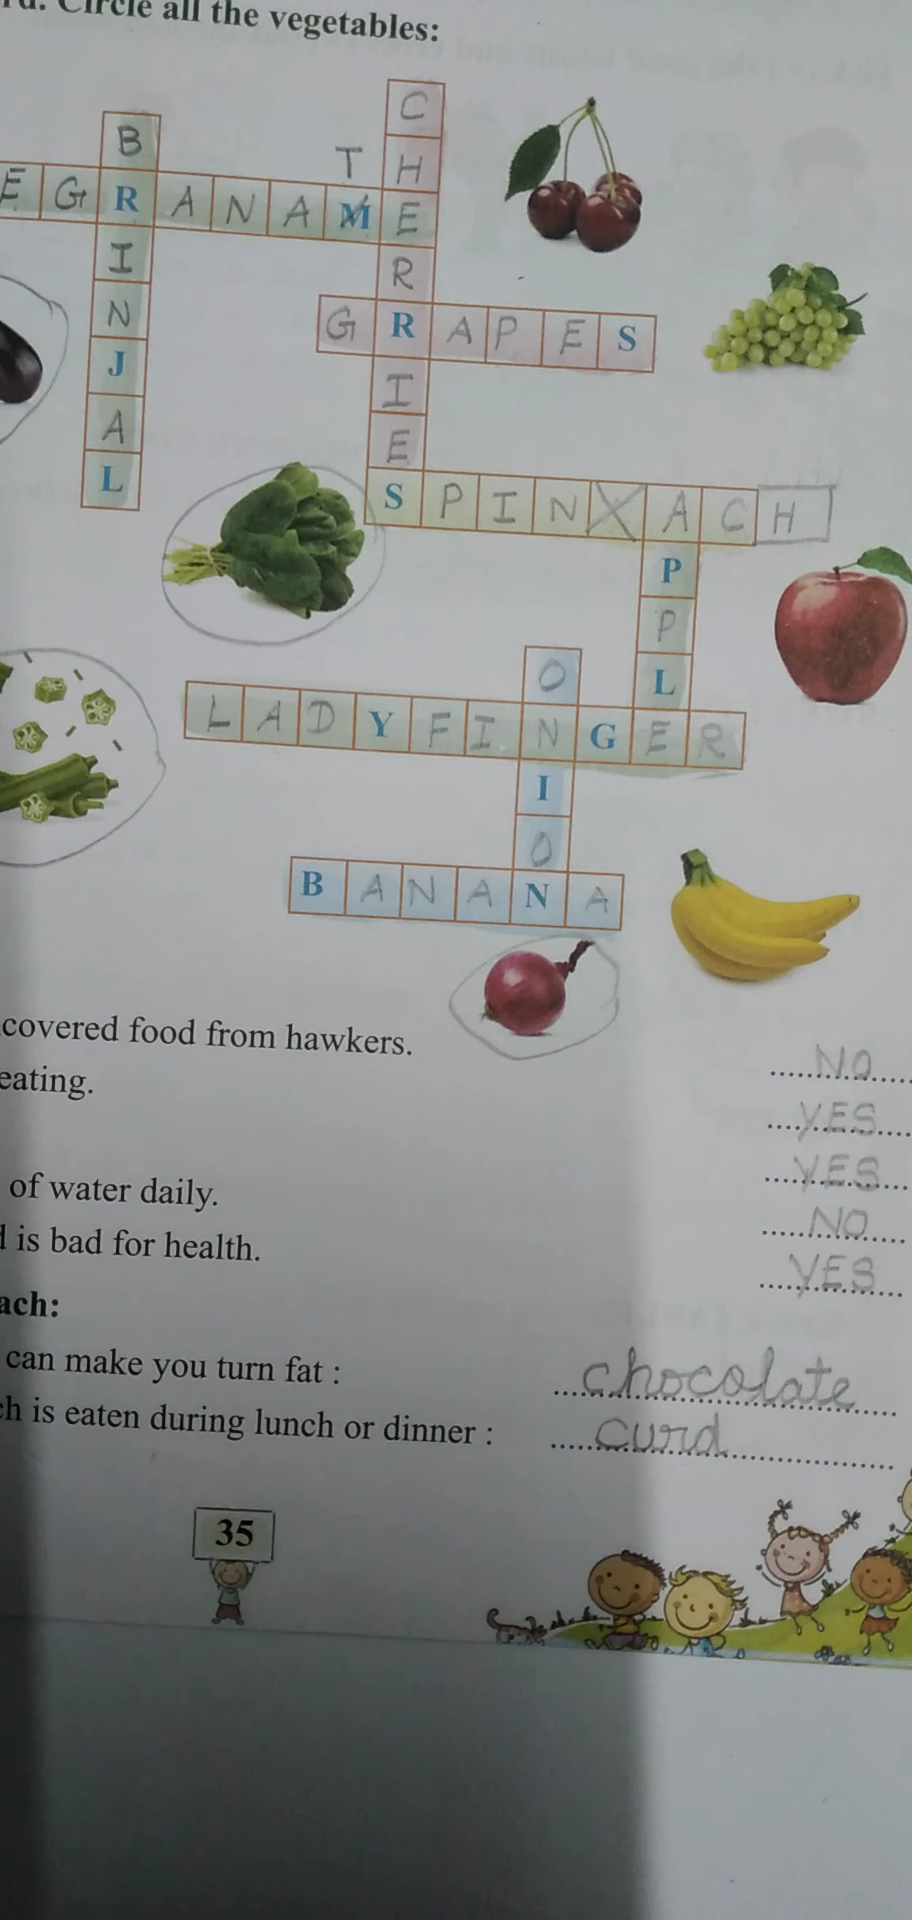 Circle all the vegetables:
C
B
T H
E G R A N A M E
I
R
N
G R A P E S
J
I
A
E
L
S P I N X A C H
P
P
O
L
L A D Y F I N G E R
I
O
B A N A N A
covered food from hawkers. NO
eating. YES
of water daily. YES
is bad for health. NO
YES
ach:
can make you turn fat : chocolate
ch is eaten during lunch or dinner : curd
35